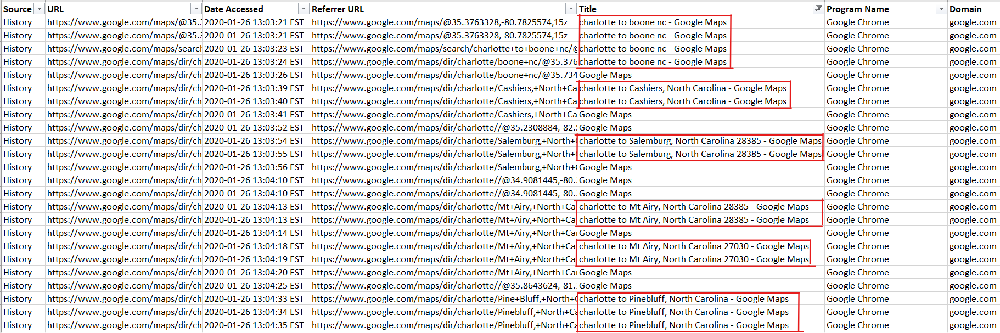 Source URL Date Accessed Referrer URL Title Program Name Domain
History https://www.google.com/maps/@35.3 2020-01-26 13:03:21 EST https://www.google.com/maps/@35.3763328,-80.7825574,15z charlotte to boone nc - Google Maps Google Chrome google.com
History https://www.google.com/maps/@35.3 2020-01-26 13:03:21 EST https://www.google.com/maps/@35.3763328,-80.7825574,15z charlotte to boone nc - Google Maps Google Chrome google.com
History https://www.google.com/maps/search 2020-01-26 13:03:23 EST https://www.google.com/maps/search/charlotte+to+boone+nc/@ charlotte to boone nc - Google Maps Google Chrome google.com
History https://www.google.com/maps/dir/ch 2020-01-26 13:03:24 EST https://www.google.com/maps/dir/charlotte/boone+nc/@35.376 charlotte to boone nc - Google Maps Google Chrome google.com
History https://www.google.com/maps/dir/ch 2020-01-26 13:03:26 EST https://www.google.com/maps/dir/charlotte/boone+nc/@35.734 Google Maps Google Chrome google.com
History https://www.google.com/maps/dir/ch 2020-01-26 13:03:39 EST https://www.google.com/maps/dir/charlotte/Cashiers,+North+Ca charlotte to Cashiers, North Carolina - Google Maps Google Chrome google.com
History https://www.google.com/maps/dir/ch 2020-01-26 13:03:40 EST https://www.google.com/maps/dir/charlotte/Cashiers,+North+Ca charlotte to Cashiers, North Carolina - Google Maps Google Chrome google.com
History https://www.google.com/maps/dir/ch 2020-01-26 13:03:41 EST https://www.google.com/maps/dir/charlotte/Cashiers,+North+Ca Google Maps Google Chrome google.com
History https://www.google.com/maps/dir/ch 2020-01-26 13:03:52 EST https://www.google.com/maps/dir/charlotte//@35.2308884,-82.5 Google Maps Google Chrome google.com
History https://www.google.com/maps/dir/ch 2020-01-26 13:03:54 EST https://www.google.com/maps/dir/charlotte/Salemburg,+North+ charlotte to Salemburg, North Carolina 28385 - Google Maps Google Chrome google.com
History https://www.google.com/maps/dir/ch 2020-01-26 13:03:55 EST https://www.google.com/maps/dir/charlotte/Salemburg,+North+ charlotte to Salemburg, North Carolina 28385 - Google Maps Google Chrome google.com
History https://www.google.com/maps/dir/ch 2020-01-26 13:03:56 EST https://www.google.com/maps/dir/charlotte/Salemburg,+North+ Google Maps Google Chrome google.com
History https://www.google.com/maps/dir/ch 2020-01-26 13:04:10 EST https://www.google.com/maps/dir/charlotte//@34.9081445,-80. Google Maps Google Chrome google.com
History https://www.google.com/maps/dir/ch 2020-01-26 13:04:10 EST https://www.google.com/maps/dir/charlotte//@34.9081445,-80. Google Maps Google Chrome google.com
History https://www.google.com/maps/dir/ch 2020-01-26 13:04:13 EST https://www.google.com/maps/dir/charlotte/Mt+Airy,+North+Ca charlotte to Mt Airy, North Carolina 28385 - Google Maps Google Chrome google.com
History https://www.google.com/maps/dir/ch 2020-01-26 13:04:13 EST https://www.google.com/maps/dir/charlotte/Mt+Airy,+North+Ca charlotte to Mt Airy, North Carolina 28385 - Google Maps Google Chrome google.com
History https://www.google.com/maps/dir/ch 2020-01-26 13:04:14 EST https://www.google.com/maps/dir/charlotte/Mt+Airy,+North+Ca Google Maps Google Chrome google.com
History https://www.google.com/maps/dir/ch 2020-01-26 13:04:18 EST https://www.google.com/maps/dir/charlotte/Mt+Airy,+North+Ca charlotte to Mt Airy, North Carolina 27030 - Google Maps Google Chrome google.com
History https://www.google.com/maps/dir/ch 2020-01-26 13:04:19 EST https://www.google.com/maps/dir/charlotte/Mt+Airy,+North+Ca charlotte to Mt Airy, North Carolina 27030 - Google Maps Google Chrome google.com
History https://www.google.com/maps/dir/ch 2020-01-26 13:04:20 EST https://www.google.com/maps/dir/charlotte/Mt+Airy,+North+Ca Google Maps Google Chrome google.com
History https://www.google.com/maps/dir/ch 2020-01-26 13:04:25 EST https://www.google.com/maps/dir/charlotte//@35.8643624,-81. Google Maps Google Chrome google.com
History https://www.google.com/maps/dir/ch 2020-01-26 13:04:33 EST https://www.google.com/maps/dir/charlotte/Pine+Bluff,+North+ charlotte to Pinebluff, North Carolina - Google Maps Google Chrome google.com
History https://www.google.com/maps/dir/ch 2020-01-26 13:04:34 EST https://www.google.com/maps/dir/charlotte/Pinebluff,+North+Ca charlotte to Pinebluff, North Carolina - Google Maps Google Chrome google.com
History https://www.google.com/maps/dir/ch 2020-01-26 13:04:35 EST https://www.google.com/maps/dir/charlotte/Pinebluff,+North+Ca charlotte to Pinebluff, North Carolina - Google Maps Google Chrome google.com